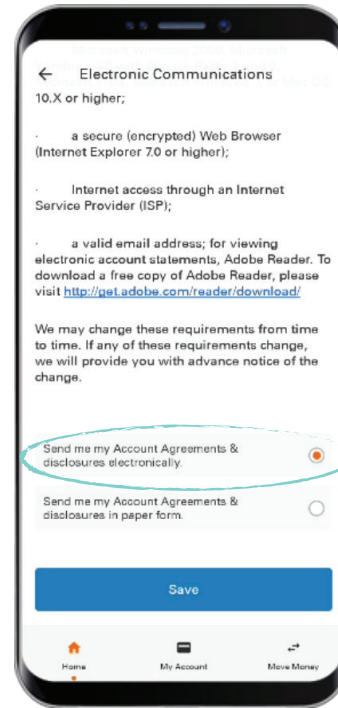 Electronic Communications
10.X or higher;
· a secure (encrypted) Web Browser
(Internet Explorer 7.0 or higher);
· Internet access through an Internet
Service Provider (ISP);
· a valid email address; for viewing
electronic account statements, Adobe Reader. To
download a free copy of Adobe Reader, please
visit http://get.adobe.com/reader/download/
We may change these requirements from time
to time. If any of these requirements change,
we will provide you with advance notice of the
change.
Send me my Account Agreements &
disclosures electronically.
Send me my Account Agreements &
disclosures in paper form.
Save
Home My Account Move Money